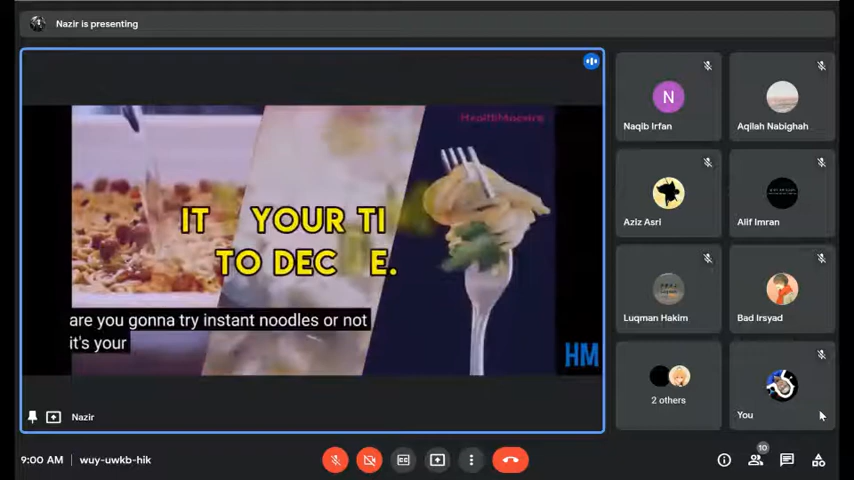 Nazir is presenting
HealthMaestro
IT YOUR TI
TO DEC E.
are you gonna try instant noodles or not
it's your
HM
Nazir
N
Naqib Irfan
Aqilah Nabighah
Aziz Asri
Alif Imran
Luqman Hakim
Bad Irsyad
2 others
You
9:00 AM
wuy-uwkb-hik
10